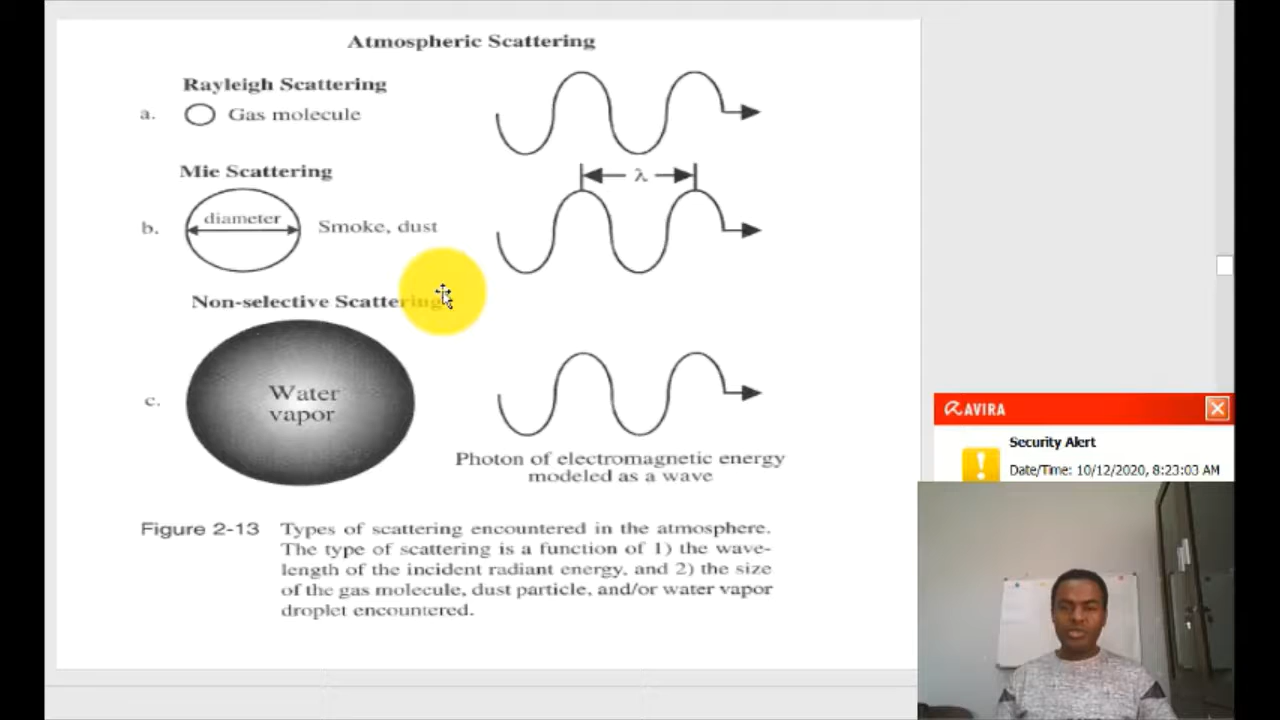 Atmospheric Scattering
Rayleigh Scattering
a. Gas molecule
Mie Scattering
λ
b. diameter Smoke, dust
Non-selective Scattering
c. Water
vapor
Photon of electromagnetic energy
modeled as a wave
Figure 2-13 Types of scattering encountered in the atmosphere.
The type of scattering is a function of 1) the wave-
length of the incident radiant energy, and 2) the size
of the gas molecule, dust particle, and/or water vapor
droplet encountered.
AVIRA
Security Alert
Date/Time: 10/12/2020, 8:23:03 AM